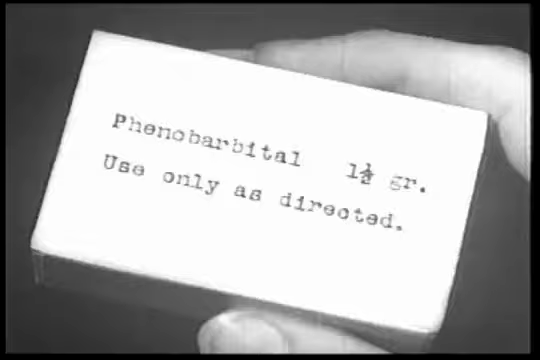 Phenobarbital 1½ gr.
Use only as directed.